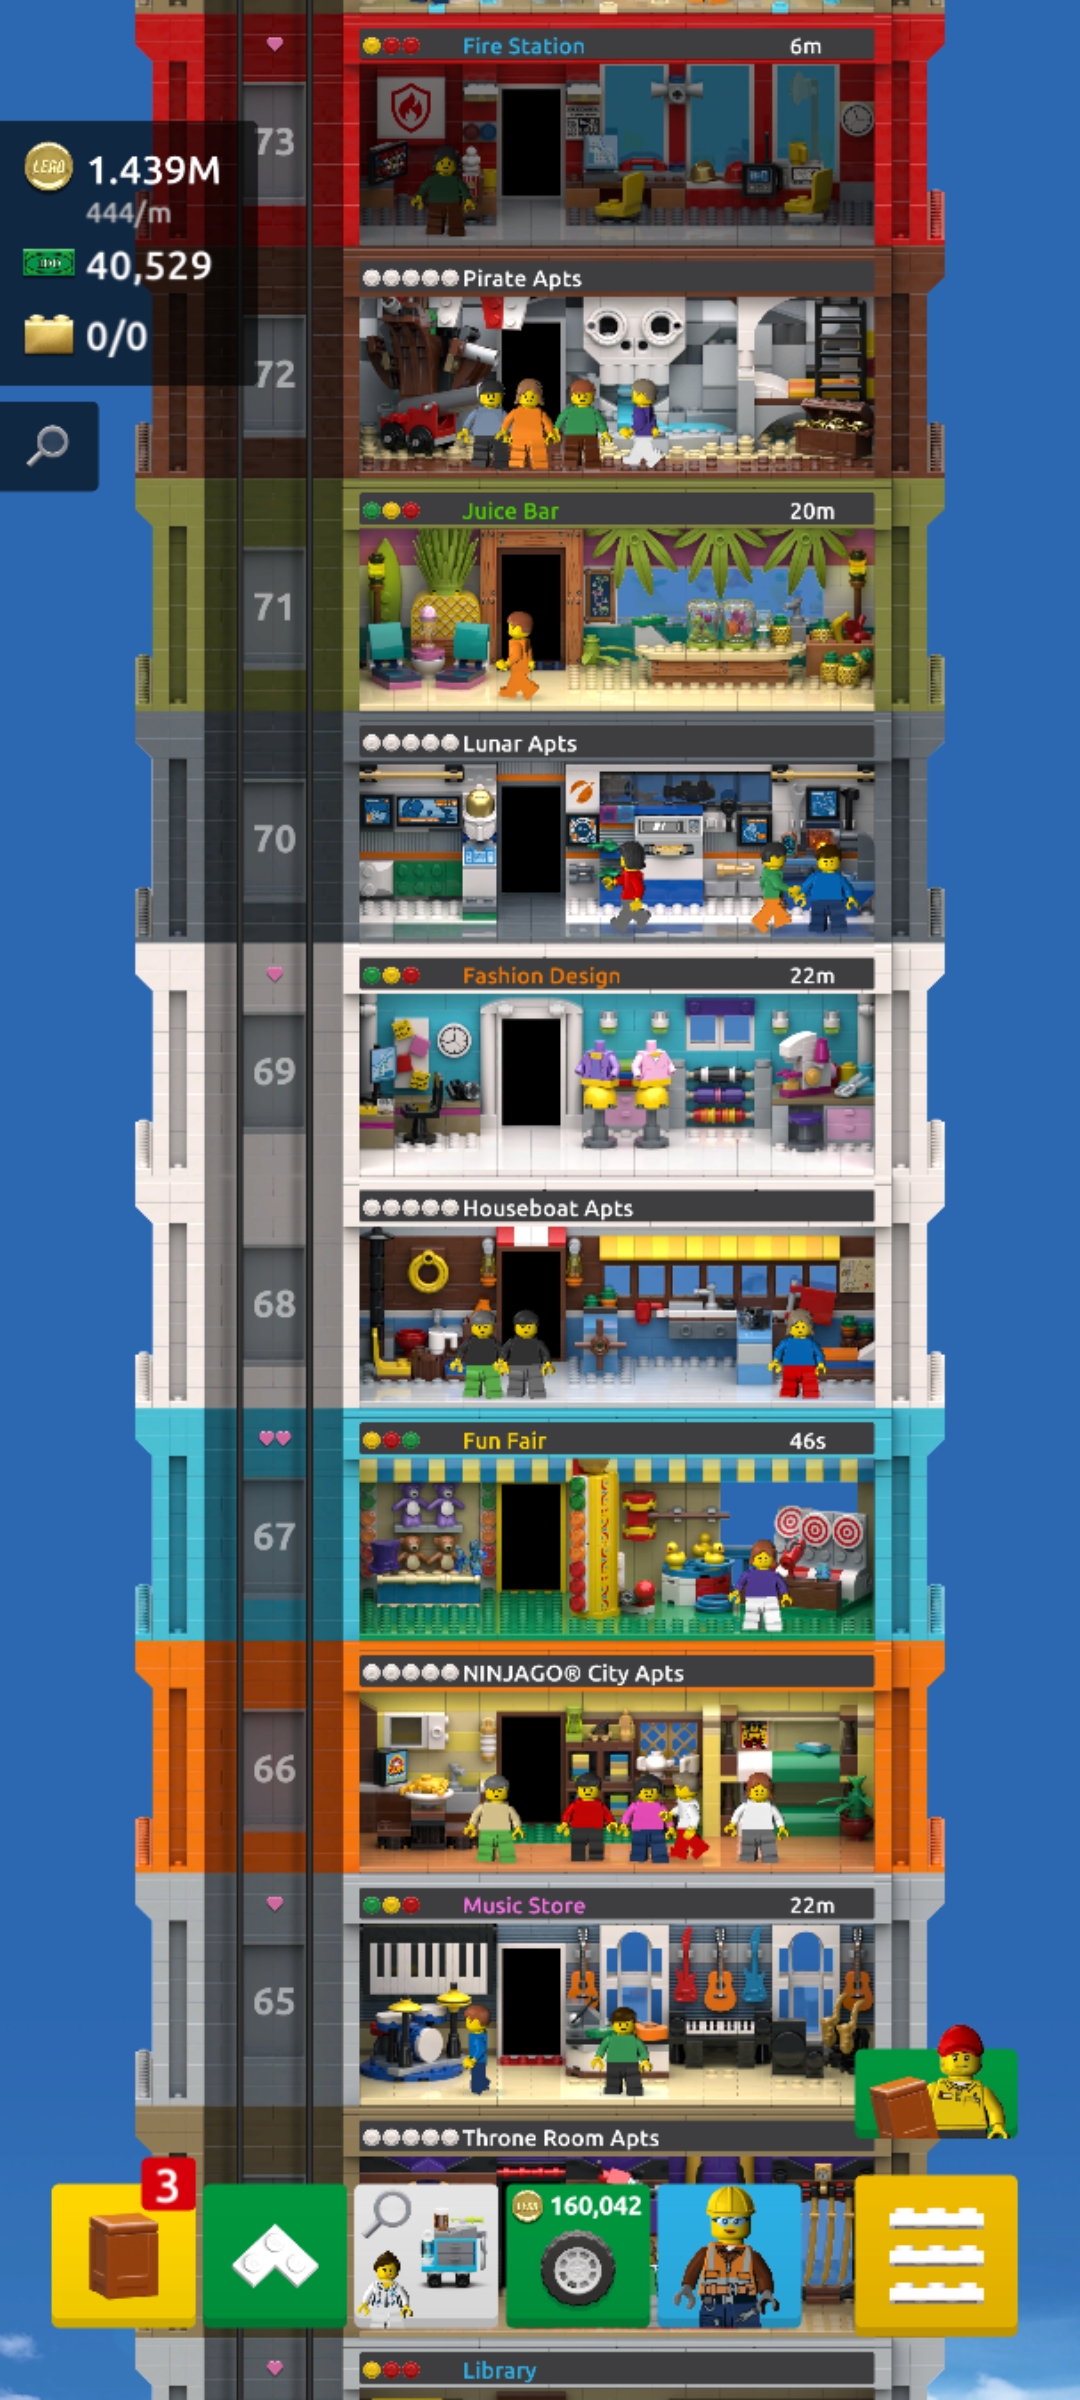 Fire Station 6m
73
LEGO 1.439M
444/m
40,529
0/0
Pirate Apts
72
Juice Bar 20m
71
Lunar Apts
70
Fashion Design 22m
69
Houseboat Apts
68
Fun Fair 46s
67
NINJAGO® City Apts
66
Music Store 22m
65
Throne Room Apts
3
160,042
Library